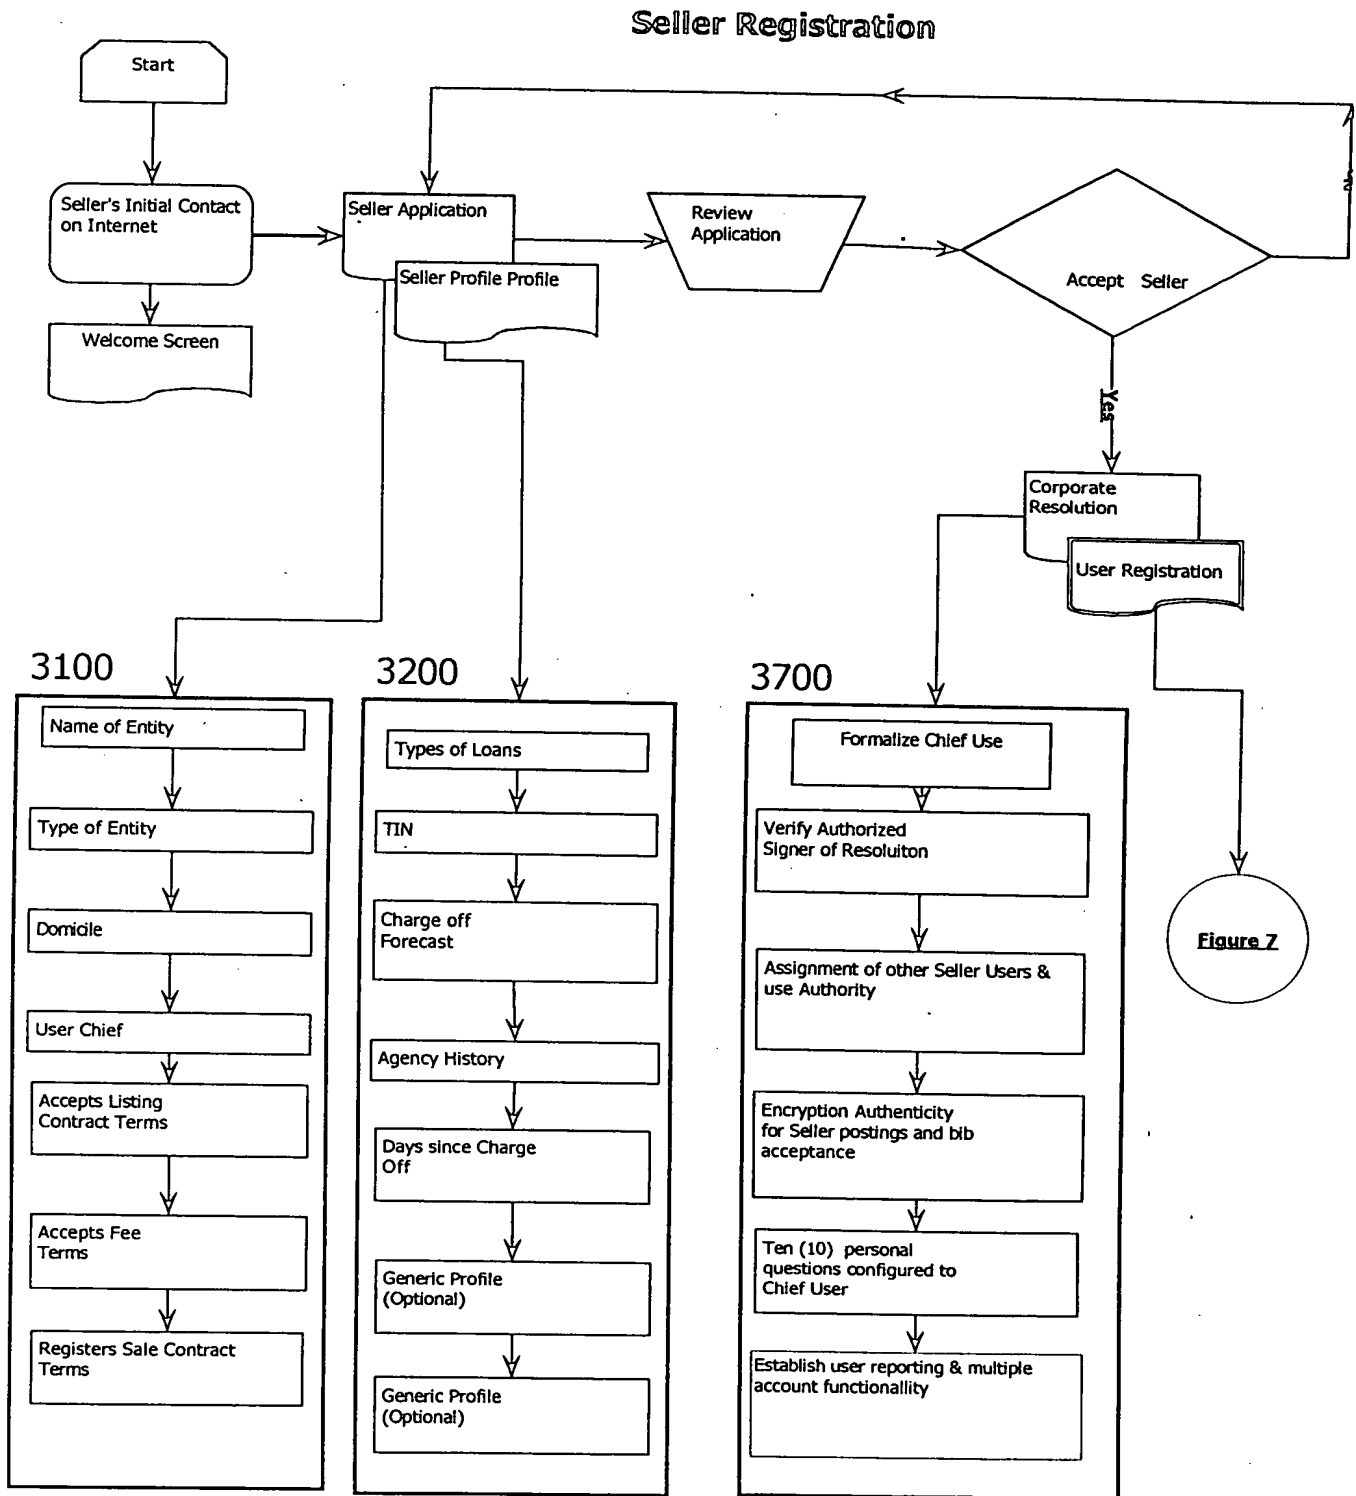 Seller Registration
Start
Seller's Initial Contact
on Internet
Welcome Screen
Seller Application
Seller Profile Profile
Review
Application
Accept Seller
Yes
Corporate
Resolution
User Registration
Figure 7
3100
Name of Entity
Type of Entity
Domicile
User Chief
Accepts Listing
Contract Terms
Accepts Fee
Terms
Registers Sale Contract
Terms
3200
Types of Loans
TIN
Charge off
Forecast
Agency History
Days since Charge
Off
Generic Profile
(Optional)
Generic Profile
(Optional)
3700
Formalize Chief Use
Verify Authorized
Signer of Resoluiton
Assignment of other Seller Users &
use Authority
Encryption Authenticity
for Seller postings and bib
acceptance
Ten (10) personal
questions configured to
Chief User
Establish user reporting & multiple
account functionallity